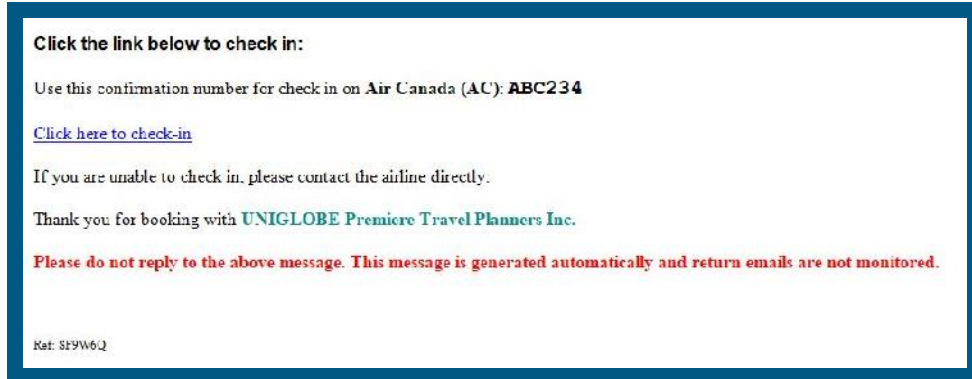 Click the link below to check in:
Use this confirmation number for check in on Air Canada (AC): ABC234
Click here to check-in
If you are unable to check in, please contact the airline directly.
Thank you for booking with UNIGLOBE Premiere Travel Planners Inc.
Please do not reply to the above message. This message is generated automatically and return emails are not monitored.
Ref: